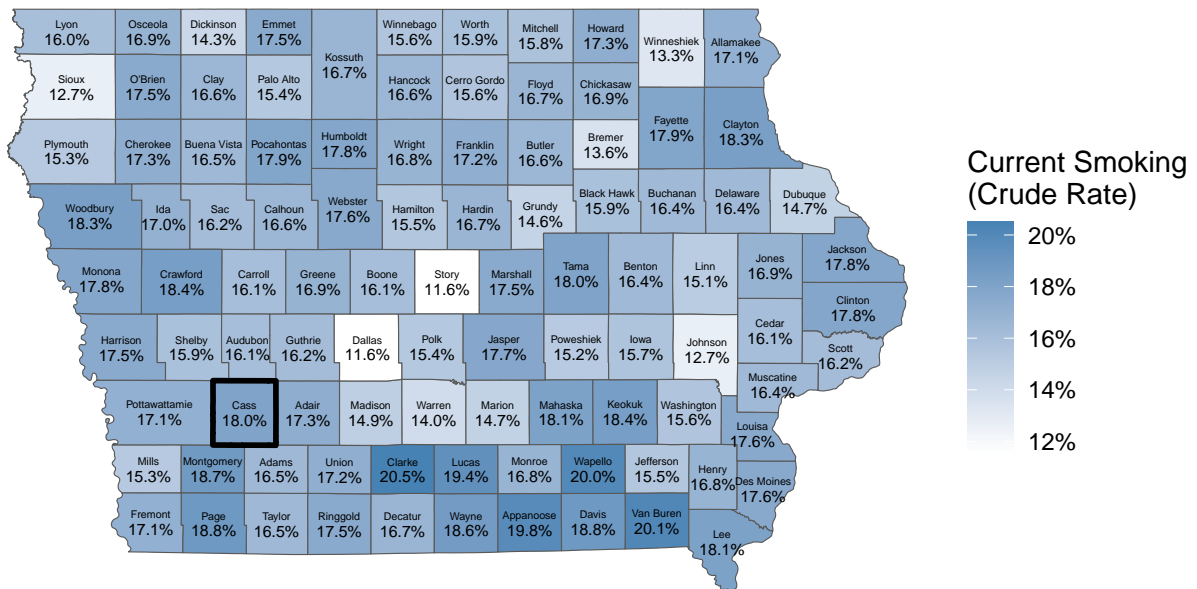 Lyon
16.0%
Osceola
16.9%
Dickinson
14.3%
Emmet
17.5%
Kossuth
16.7%
Winnebago
15.6%
Worth
15.9%
Mitchell
15.8%
Howard
17.3%
Winneshiek
13.3%
Allamakee
17.1%
Sioux
12.7%
O'Brien
17.5%
Clay
16.6%
Palo Alto
15.4%
Hancock
16.6%
Cerro Gordo
15.6%
Floyd
16.7%
Chickasaw
16.9%
Fayette
17.9%
Clayton
18.3%
Plymouth
15.3%
Cherokee
17.3%
Buena Vista
16.5%
Pocahontas
17.9%
Humboldt
17.8%
Wright
16.8%
Franklin
17.2%
Butler
16.6%
Bremer
13.6%
Woodbury
18.3%
Ida
17.0%
Sac
16.2%
Calhoun
16.6%
Webster
17.6%
Hamilton
15.5%
Hardin
16.7%
Grundy
14.6%
Black Hawk
15.9%
Buchanan
16.4%
Delaware
16.4%
Dubuque
14.7%
Monona
17.8%
Crawford
18.4%
Carroll
16.1%
Greene
16.9%
Boone
16.1%
Story
11.6%
Marshall
17.5%
Tama
18.0%
Benton
16.4%
Linn
15.1%
Jones
16.9%
Jackson
17.8%
Clinton
17.8%
Harrison
17.5%
Shelby
15.9%
Audubon
16.1%
Guthrie
16.2%
Dallas
11.6%
Polk
15.4%
Jasper
17.7%
Poweshiek
15.2%
Iowa
15.7%
Johnson
12.7%
Cedar
16.1%
Scott
16.2%
Muscatine
16.4%
Pottawattamie
17.1%
Cass
18.0%
Adair
17.3%
Madison
14.9%
Warren
14.0%
Marion
14.7%
Mahaska
18.1%
Keokuk
18.4%
Washington
15.6%
Louisa
17.6%
Mills
15.3%
Montgomery
18.7%
Adams
16.5%
Union
17.2%
Clarke
20.5%
Lucas
19.4%
Monroe
16.8%
Wapello
20.0%
Jefferson
15.5%
Henry
16.8%
Des Moines
17.6%
Fremont
17.1%
Page
18.8%
Taylor
16.5%
Ringgold
17.5%
Decatur
16.7%
Wayne
18.6%
Appanoose
19.8%
Davis
18.8%
Van Buren
20.1%
Lee
18.1%
Current Smoking
(Crude Rate)
20%
18%
16%
14%
12%